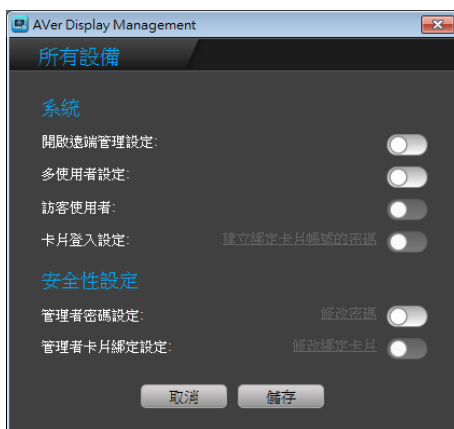 AVer Display Management
所有設備
系統
開啟遠端管理設定:
多使用者設定:
訪客使用者:
卡片登入設定: 建立綁定卡片帳號的密碼
安全性設定
管理者密碼設定: 修改密碼
管理者卡片綁定設定: 修改綁定卡片
取消 儲存